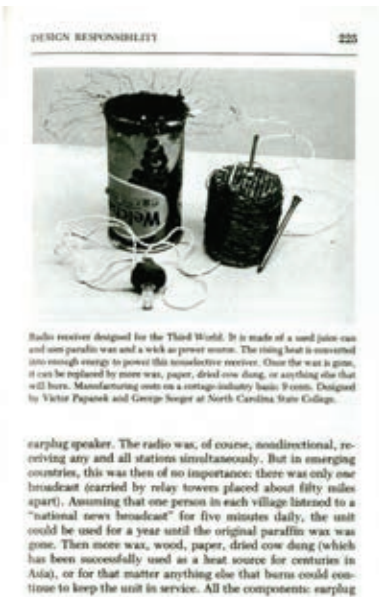 DESIGN RESPONSIBILITY 225
Welch
Radio receiver designed for the Third World. It is made of a used juice can
and uses parafin wax and a wick as power source. The rising heat is converted
into enough energy to power this nonselective receiver. Once the wax is gone,
it can be replaced by more wax, paper, dried cow dung, or anything else that
will burn. Manufacturing costs on a cottage-industry basis: 9 cents. Designed
by Victor Papanek and George Seeger at North Carolina State College.
earplug speaker. The radio was, of course, nondirectional, re-
ceiving any and all stations simultaneously. But in emerging
countries, this was then of no importance: there was only one
broadcast (carried by relay towers placed about fifty miles
apart). Assuming that one person in each village listened to a
"national news broadcast" for five minutes daily, the unit
could be used for a year until the original paraffin wax was
gone. Then more wax, wood, paper, dried cow dung (which
has been successfully used as a heat source for centuries in
Asia), or for that matter anything else that burns could con-
tinue to keep the unit in service. All the components: earplug